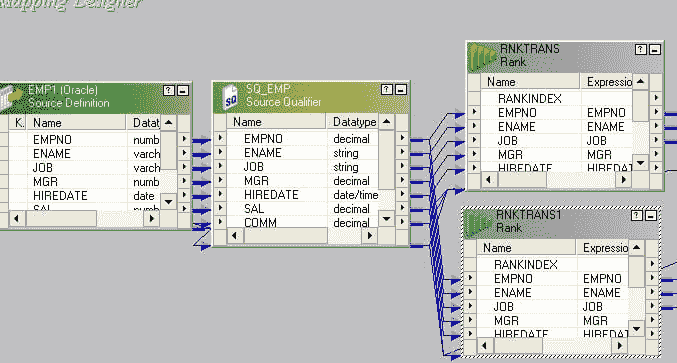 Mapping Designer
EMP1 (Oracle)
Source Definition
K. Name Datat
EMPNO numb
ENAME varch
JOB varch
MGR numb
HIREDATE date
SAL numb
SQ_EMP
Source Qualifier
Name Datatype
EMPNO decimal
ENAME string
JOB string
MGR decimal
HIREDATE date/time
SAL decimal
COMM decimal
RNKTRANS
Rank
Name Expressio
RANKINDEX
EMPNO EMPNO
ENAME ENAME
JOB JOB
MGR MGR
HIREDATE HIREDATE
RNKTRANS1
Rank
Name Expressio
RANKINDEX
EMPNO EMPNO
ENAME ENAME
JOB JOB
MGR MGR
HIREDATE HIREDATE